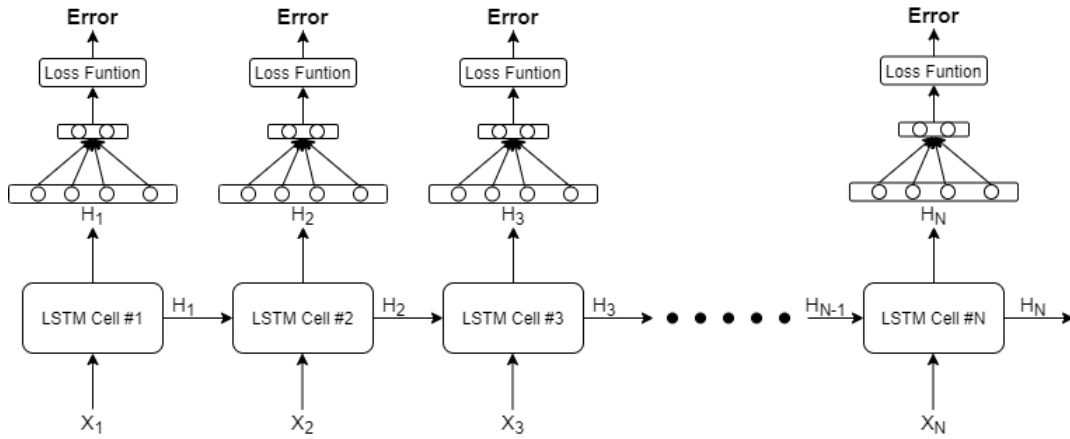 Error Error Error Error
Loss Funtion Loss Funtion Loss Funtion Loss Funtion
H1 H2 H3 HN
LSTM Cell #1 H1 LSTM Cell #2 H2 LSTM Cell #3 H3 HN-1 LSTM Cell #N HN
X1 X2 X3 XN